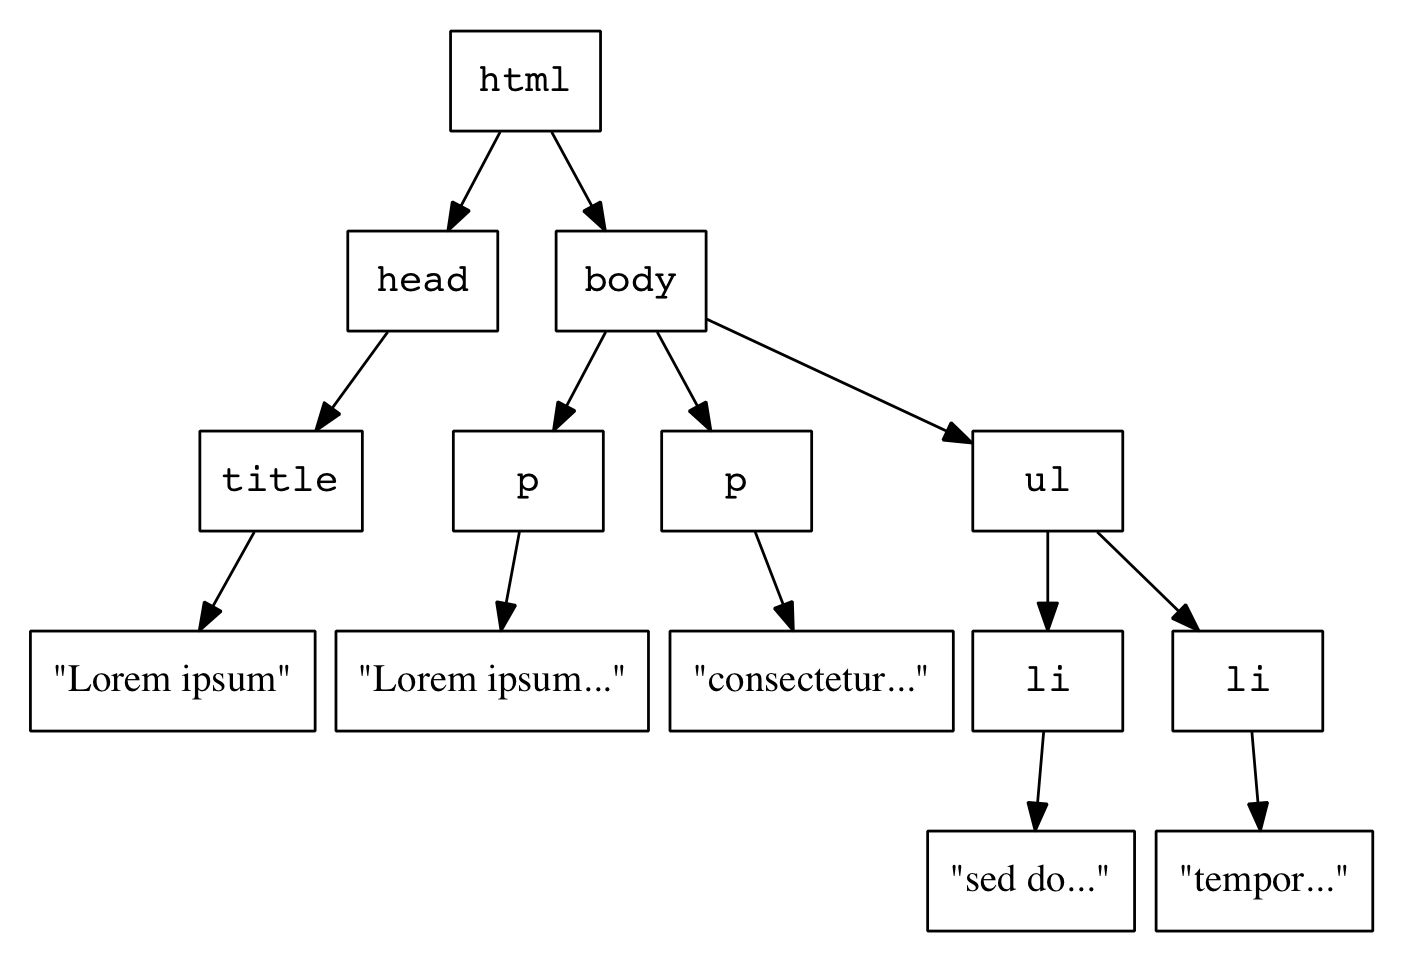 html
head
body
title
p
p
ul
"Lorem ipsum"
"Lorem ipsum..."
"consectetur..."
li
li
"sed do..."
"tempor..."